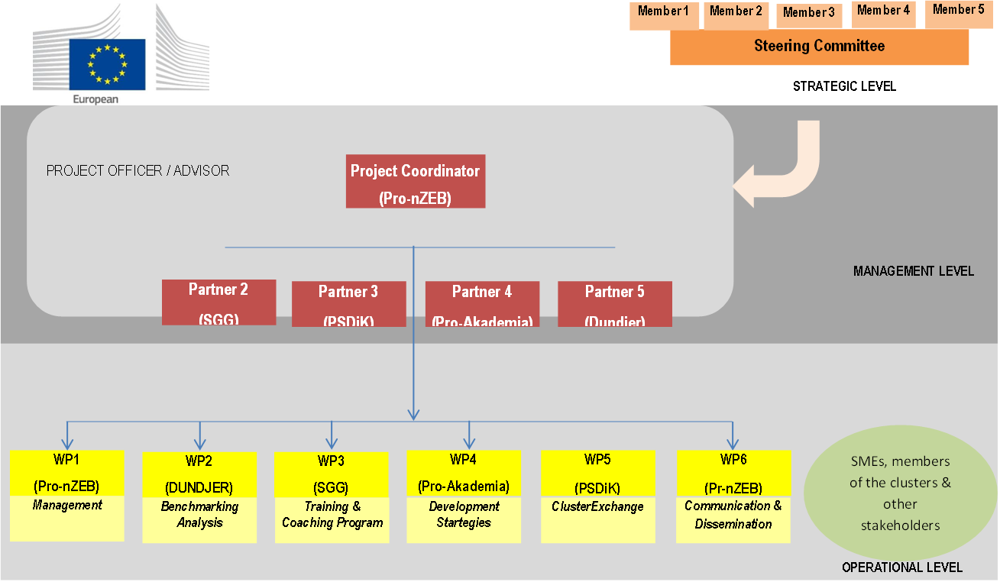 Member 1 Member 2 Member 3 Member 4 Member 5
Steering Committee
European
STRATEGIC LEVEL
PROJECT OFFICER / ADVISOR
Project Coordinator
(Pro-nZEB)
MANAGEMENT LEVEL
Partner 2
(SGG)
Partner 3
(PSDiK)
Partner 4
(Pro-Akademia)
Partner 5
(Dundjer)
WP1
(Pro-nZEB)
Management
WP2
(DUNDJER)
Benchmarking
Analysis
WP3
(SGG)
Training &
Coaching Program
WP4
(Pro-Akademia)
Development
Startegies
WP5
(PSDiK)
ClusterExchange
WP6
(Pr-nZEB)
Communication &
Dissemination
SMEs, members
of the clusters &
other
stakeholders
OPERATIONAL LEVEL